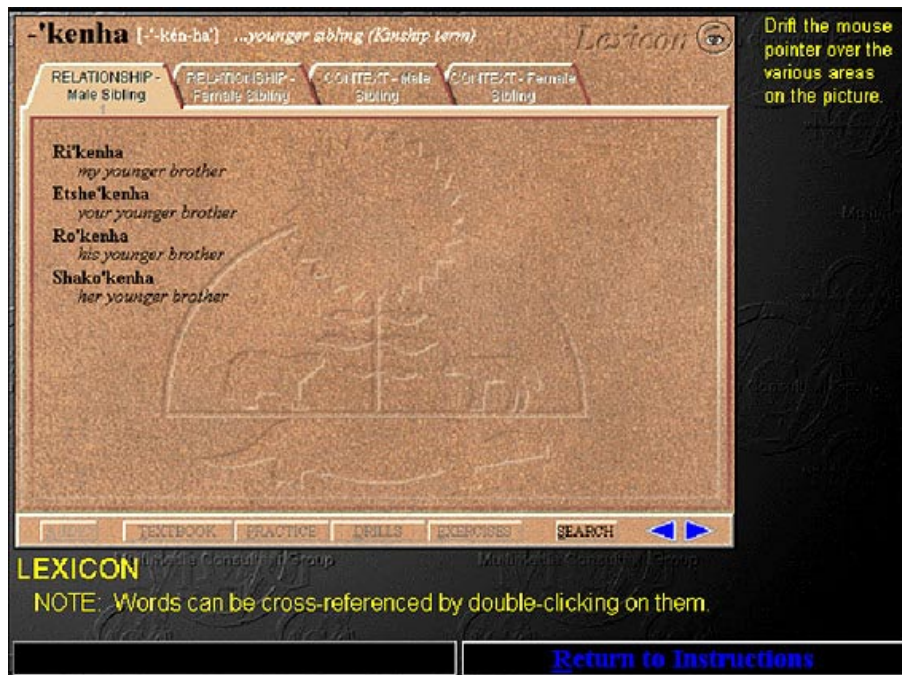 -'kenha [-'-kén-ha'] ...younger sibling (Kinship term)
Lexicon
RELATIONSHIP - Male Sibling
RELATIONSHIP - Female Sibling
CONTEXT - Male Sibling
CONTEXT - Female Sibling
Ri'kenha
my younger brother
Etshe'kenha
your younger brother
Ro'kenha
his younger brother
Shako'kenha
her younger brother
TEXTBOOK
PRACTICE
DRILLS
EXERCISES
SEARCH
Drift the mouse
pointer over the
various areas
on the picture.
LEXICON
NOTE: Words can be cross-referenced by double-clicking on them.
Return to Instructions